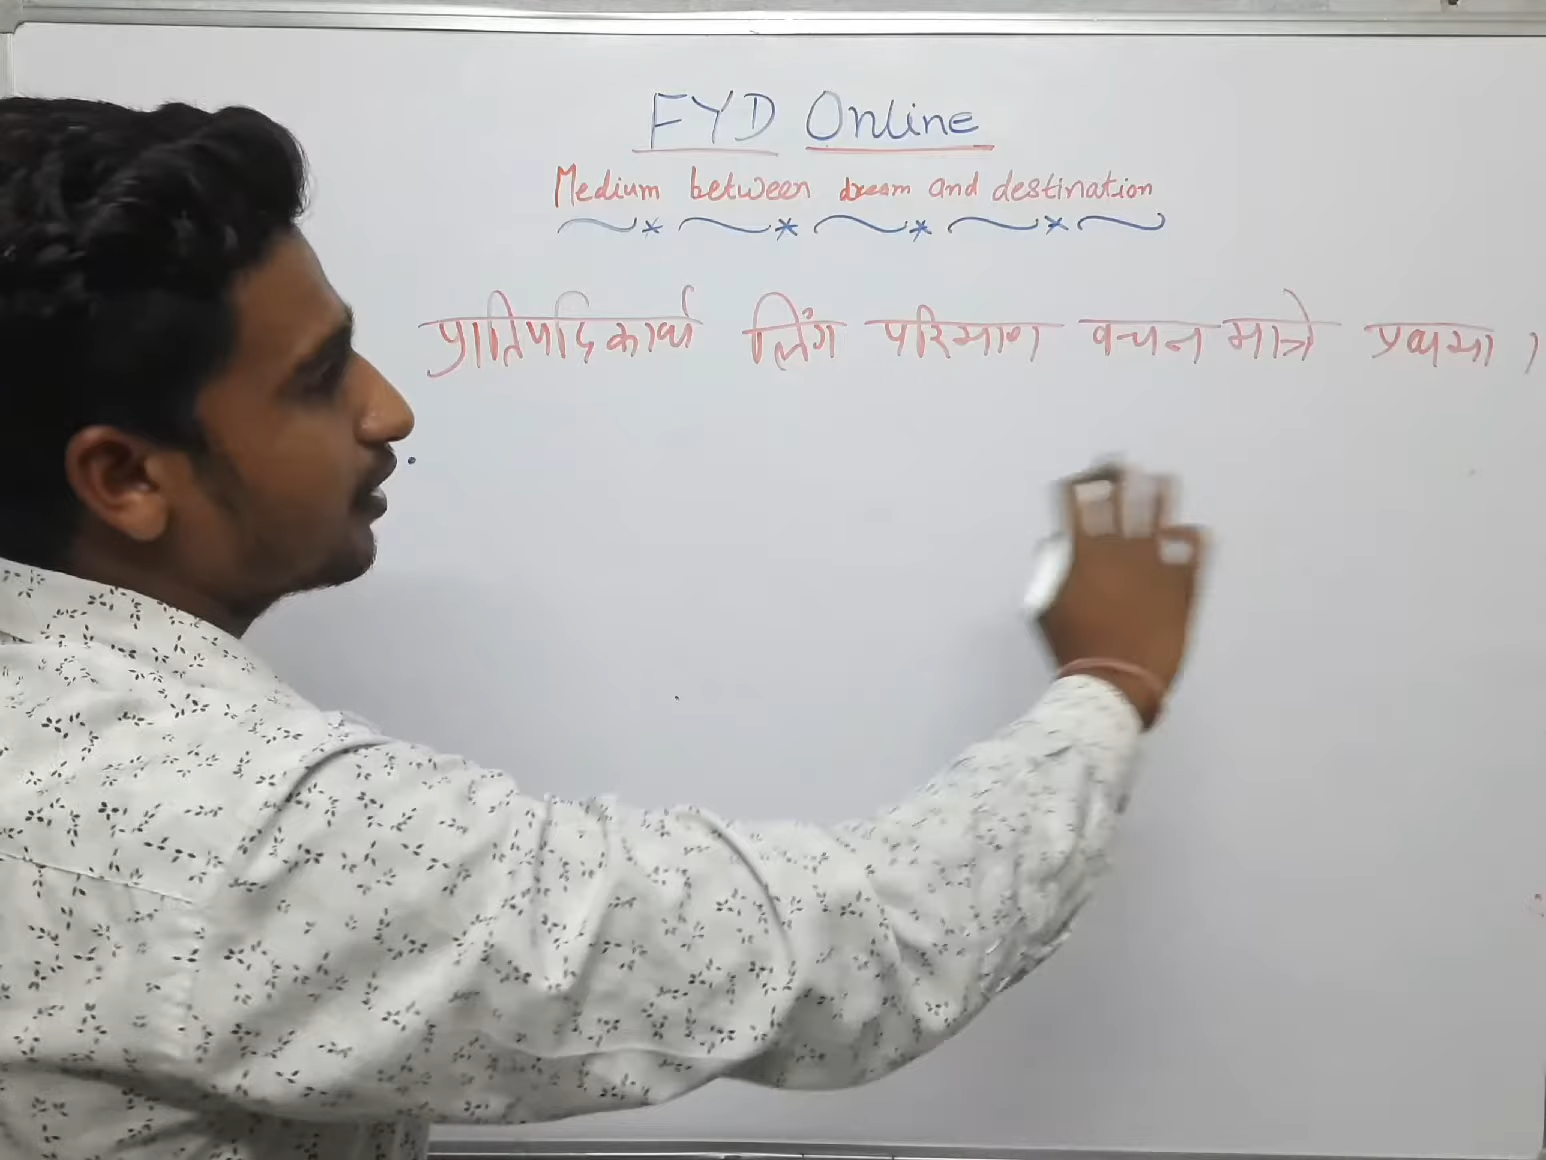 FYD Online
Medium between dream and destination
प्रातिपदिकार्थ लिंग परिमाण वचन मात्रे प्रथमा ।